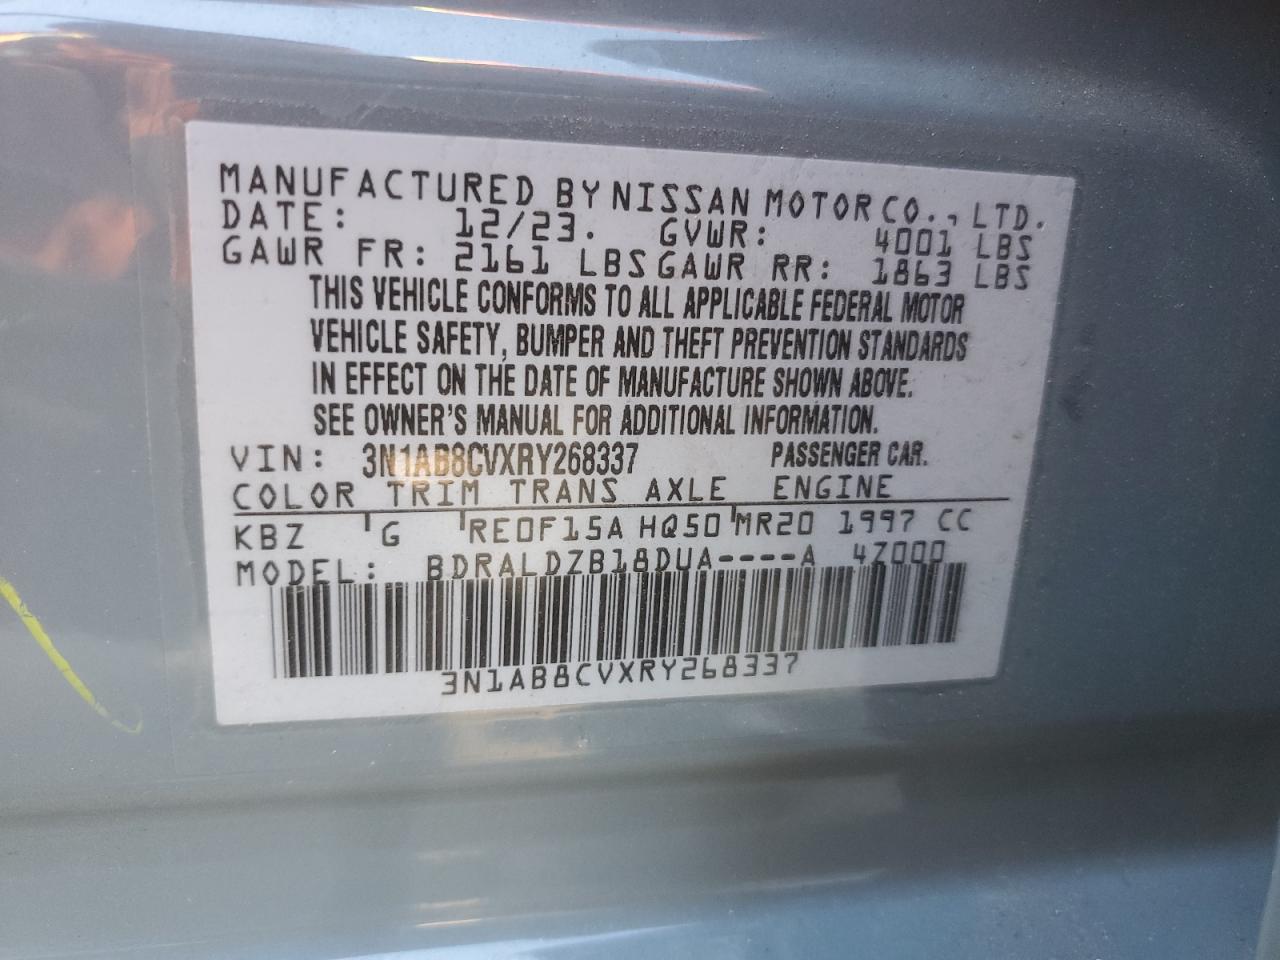 MANUFACTURED BY NISSAN MOTOR CO., LTD.
DATE: 12/23. GVWR: 4001 LBS
GAWR FR: 2161 LBS GAWR RR: 1863 LBS
THIS VEHICLE CONFORMS TO ALL APPLICABLE FEDERAL MOTOR
VEHICLE SAFETY, BUMPER AND THEFT PREVENTION STANDARDS
IN EFFECT ON THE DATE OF MANUFACTURE SHOWN ABOVE.
SEE OWNER'S MANUAL FOR ADDITIONAL INFORMATION.
VIN: 3N1AB8CVXRY268337 PASSENGER CAR.
COLOR TRIM TRANS AXLE ENGINE
KBZ G RE0F15A HQ50 MR20 1997 CC
MODEL: BDRALDZB18DUA----A 4Z000
3N1AB8CVXRY268337